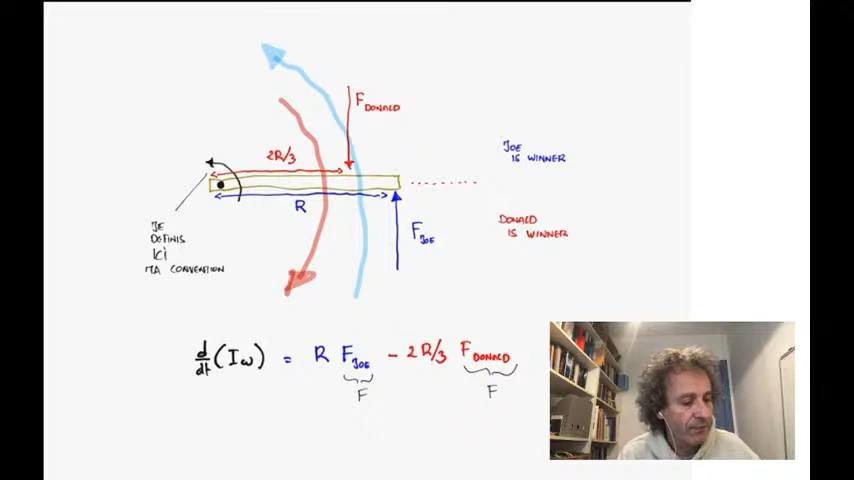 F DONALD
2R/3
JOE
IS WINNER
R
F JOE
DONALD
IS WINNER
JE
DEFINIS
ICI
MA CONVENTION
d/dt (Iω) = R F JOE - 2R/3 F DONALD
F F